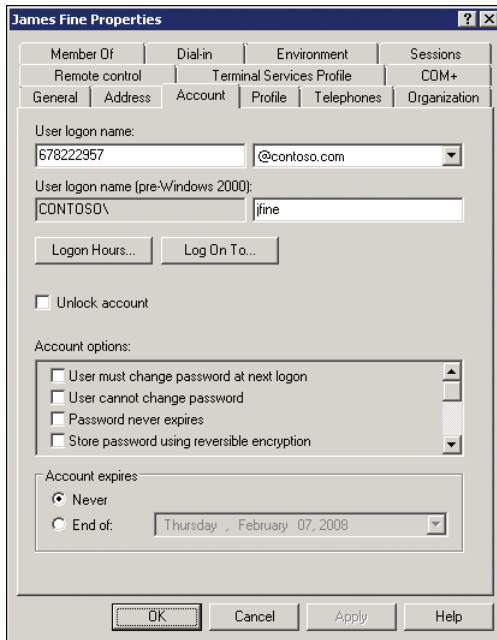 James Fine Properties
Member Of Dial-in Environment Sessions
Remote control Terminal Services Profile COM+
General Address Account Profile Telephones Organization
User logon name:
678222957 @contoso.com
User logon name (pre-Windows 2000):
CONTOSO\ jfine
Logon Hours... Log On To...
Unlock account
Account options:
User must change password at next logon
User cannot change password
Password never expires
Store password using reversible encryption
Account expires
Never
End of: Thursday , February 07, 2008
OK Cancel Apply Help